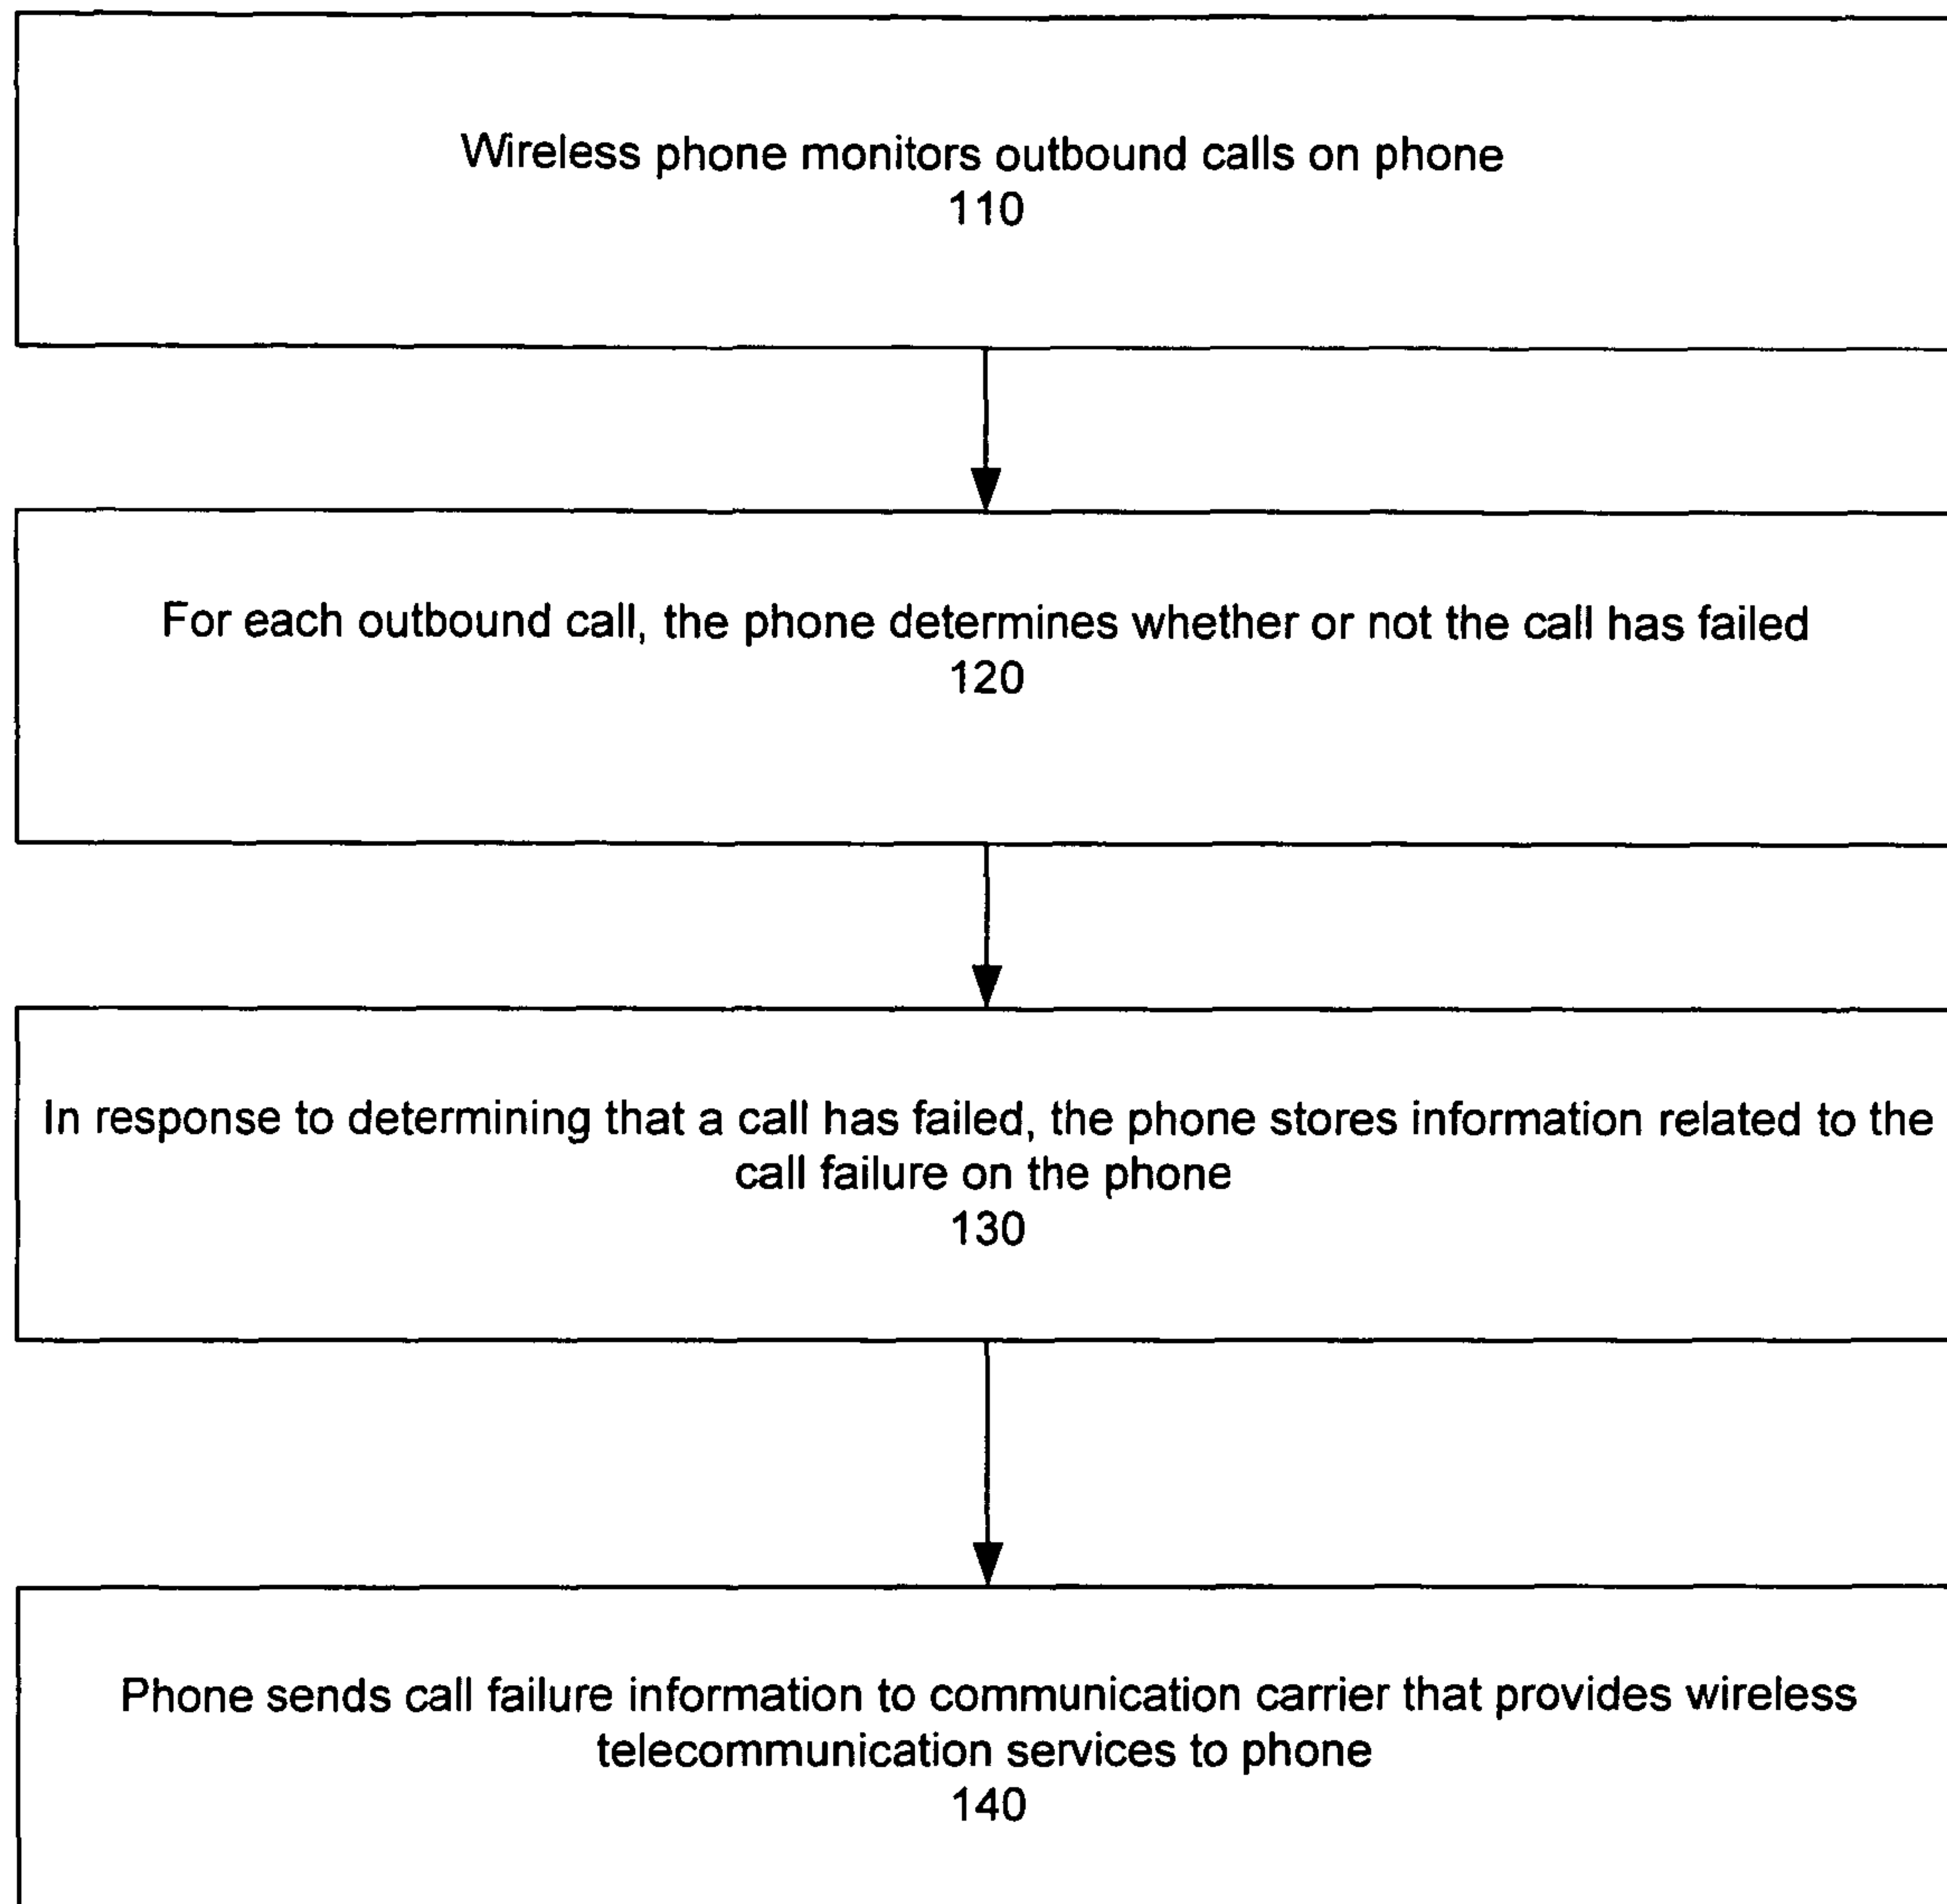 Wireless phone monitors outbound calls on phone
110
For each outbound call, the phone determines whether or not the call has failed
120
In response to determining that a call has failed, the phone stores information related to the
call failure on the phone
130
Phone sends call failure information to communication carrier that provides wireless
telecommunication services to phone
140